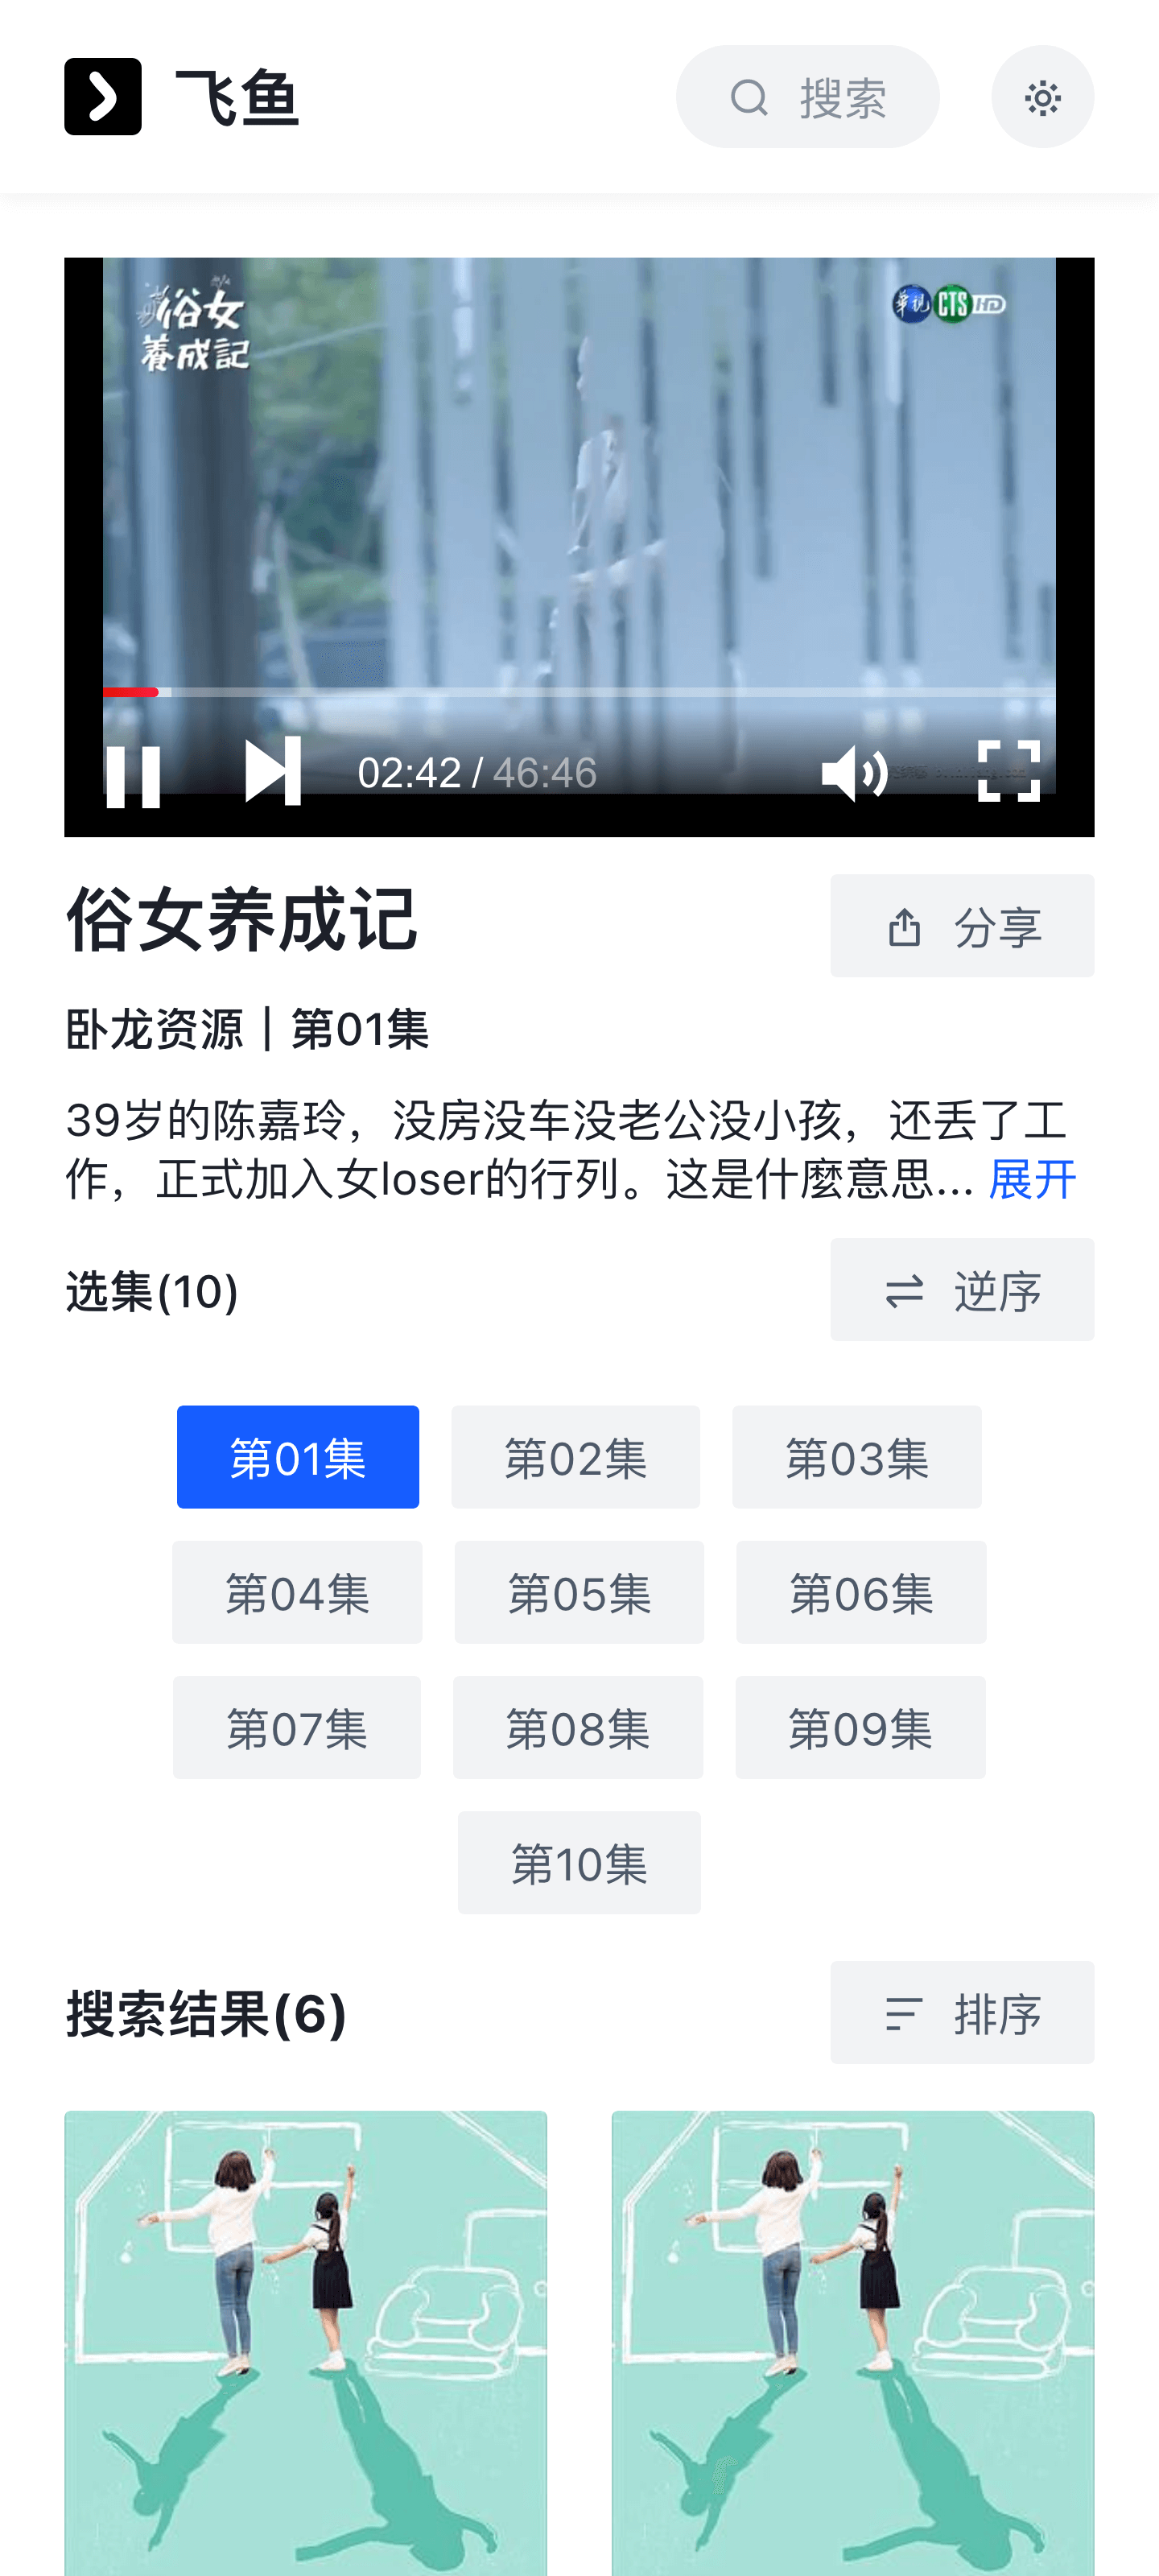 飞鱼
搜索
俗女
養成記
華視 CTS HD
02:42 / 46:46
俗女养成记
分享
卧龙资源 | 第01集
39岁的陈嘉玲，没房没车没老公没小孩，还丢了工
作，正式加入女loser的行列。这是什麼意思... 展开
选集(10)
逆序
第01集
第02集
第03集
第04集
第05集
第06集
第07集
第08集
第09集
第10集
搜索结果(6)
排序